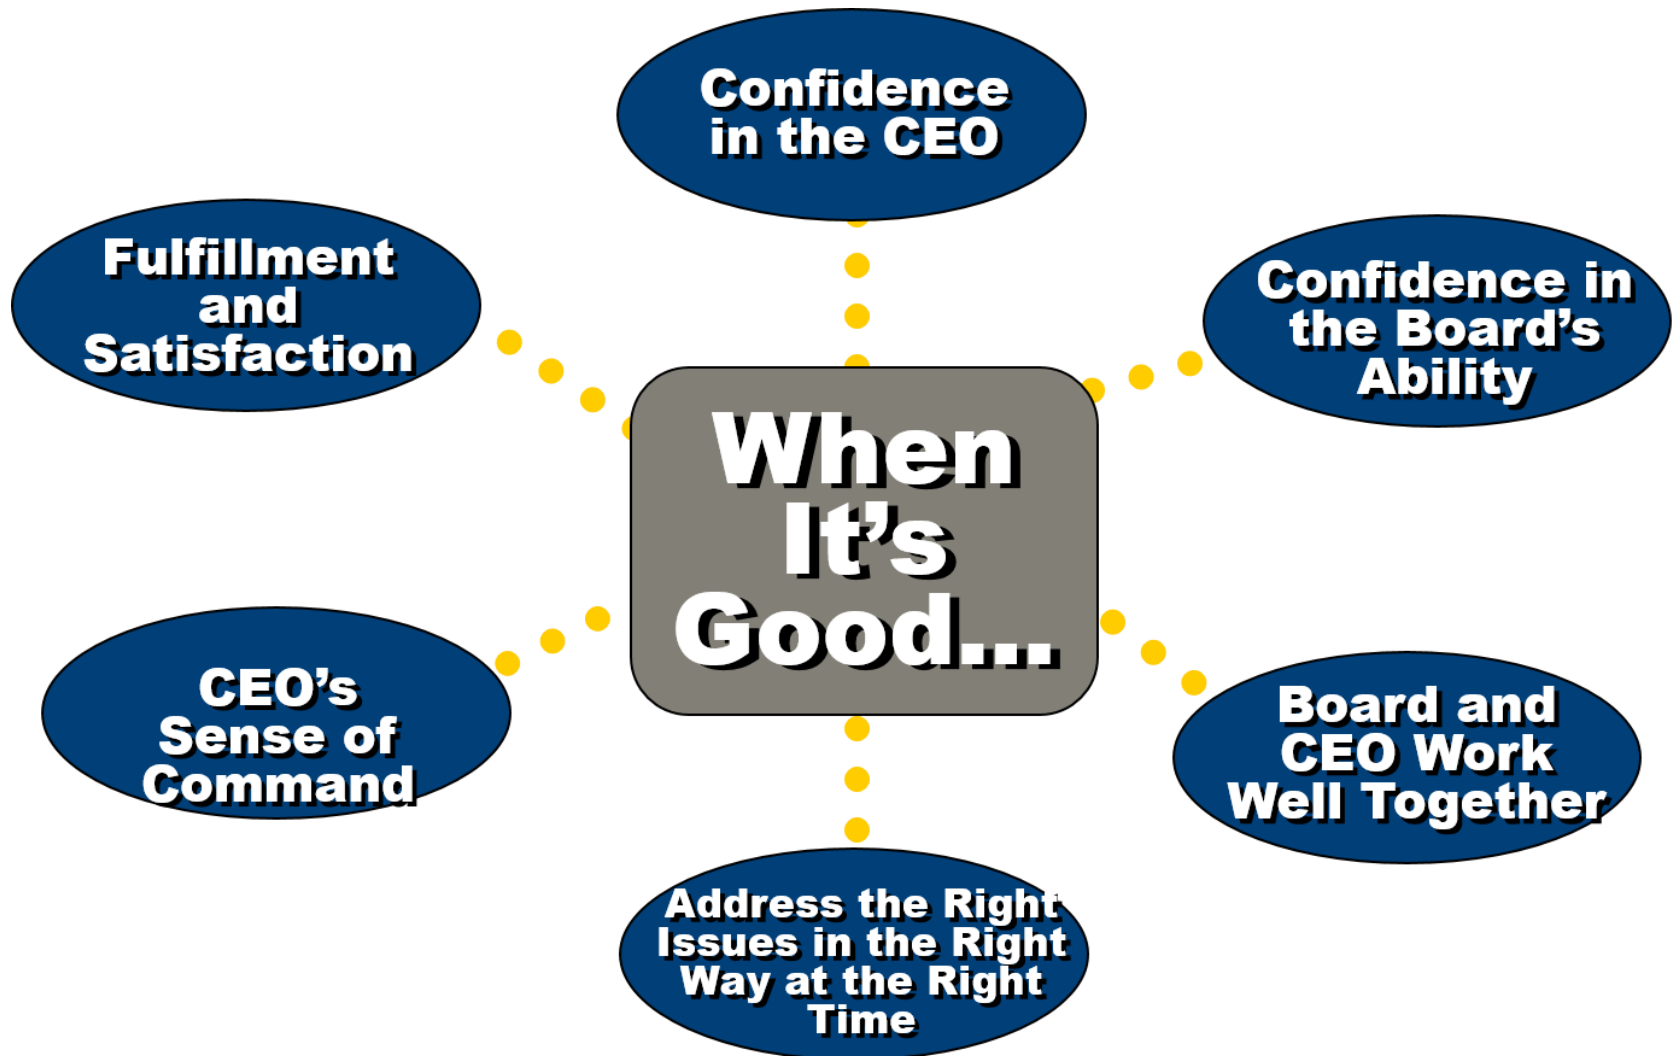 Confidence
in the CEO
Fulfillment
and
Satisfaction
Confidence in
the Board’s
Ability
When
It’s
Good...
CEO’s
Sense of
Command
Board and
CEO Work
Well Together
Address the Right
Issues in the Right
Way at the Right
Time